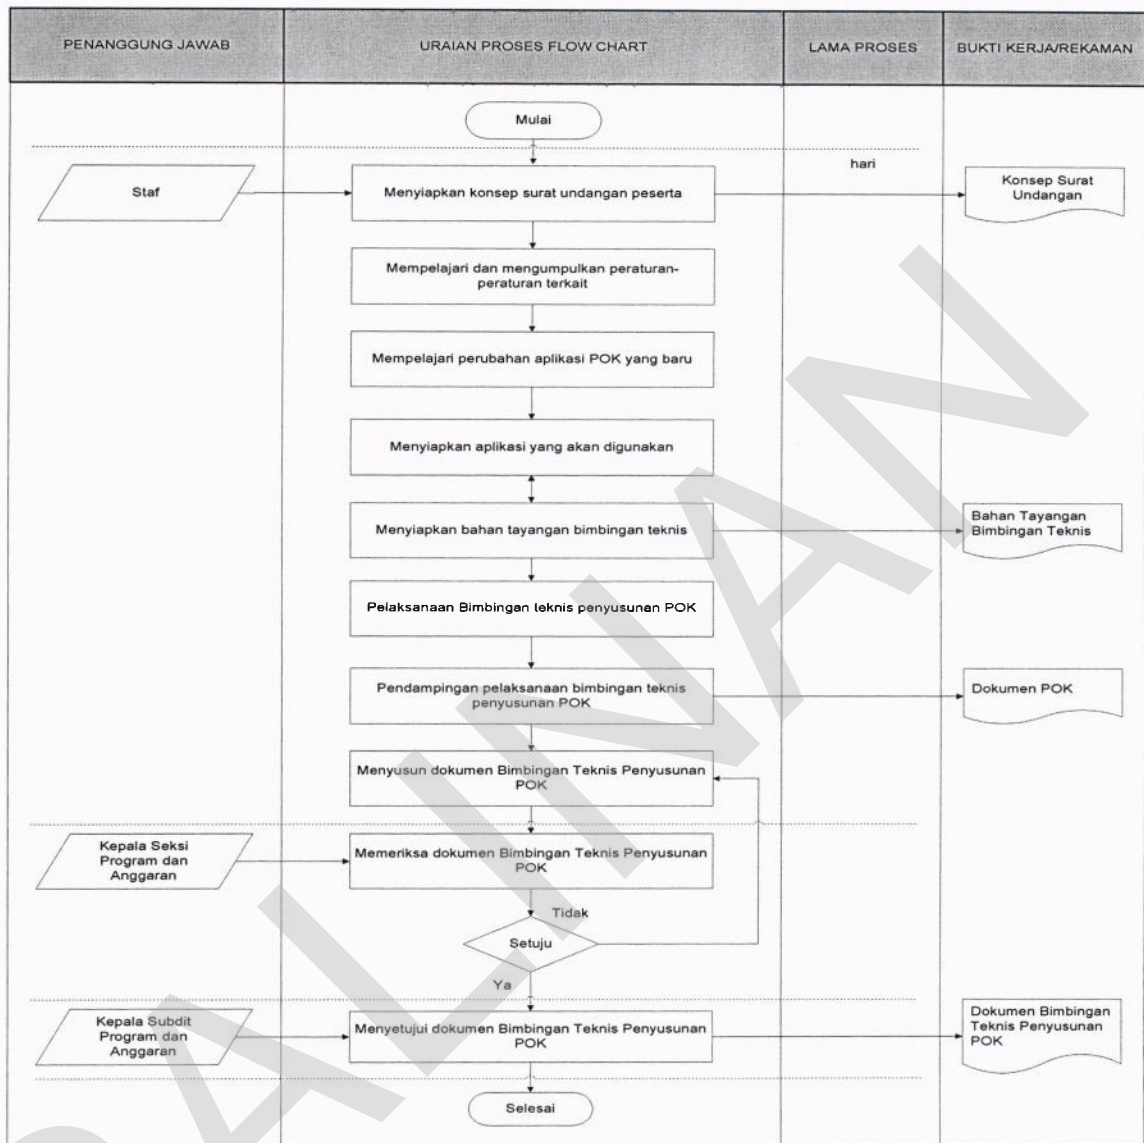 PENANGGUNG JAWAB
URAIAN PROSES FLOW CHART
LAMA PROSES
BUKTI KERJA/REKAMAN
Mulai
hari
Staf
Menyiapkan konsep surat undangan peserta
Konsep Surat
Undangan
Mempelajari dan mengumpulkan peraturan-
peraturan terkait
Mempelajari perubahan aplikasi POK yang baru
Menyiapkan aplikasi yang akan digunakan
Menyiapkan bahan tayangan bimbingan teknis
Bahan Tayangan
Bimbingan Teknis
Pelaksanaan Bimbingan teknis penyusunan POK
Pendampingan pelaksanaan bimbingan teknis
penyusunan POK
Dokumen POK
Menyusun dokumen Bimbingan Teknis Penyusunan
POK
Kepala Seksi
Program dan
Anggaran
Memeriksa dokumen Bimbingan Teknis Penyusunan
POK
Tidak
Setuju
Ya
Kepala Subdit
Program dan
Anggaran
Menyetujui dokumen Bimbingan Teknis Penyusunan
POK
Dokumen Bimbingan
Teknis Penyusunan
POK
Selesai
SALINAN